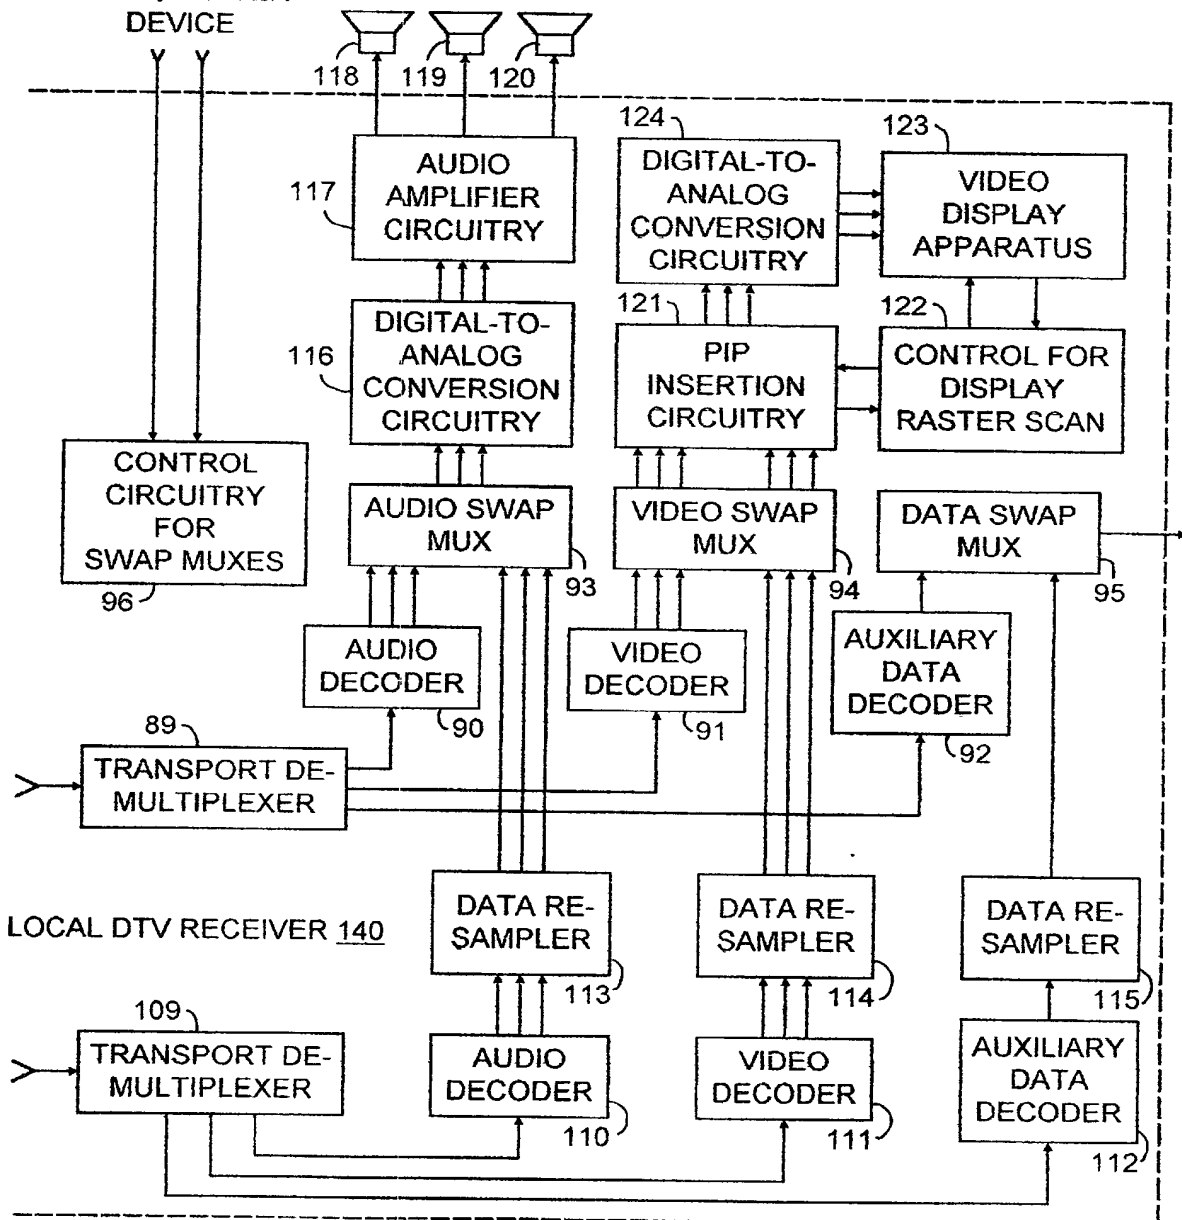 DEVICE
118
119
120
124
123
117
AUDIO
AMPLIFIER
CIRCUITRY
DIGITAL-TO-
ANALOG
CONVERSION
CIRCUITRY
VIDEO
DISPLAY
APPARATUS
121
122
116
DIGITAL-TO-
ANALOG
CONVERSION
CIRCUITRY
PIP
INSERTION
CIRCUITRY
CONTROL FOR
DISPLAY
RASTER SCAN
CONTROL
CIRCUITRY
FOR
SWAP MUXES
96
AUDIO SWAP
MUX
93
VIDEO SWAP
MUX
94
DATA SWAP
MUX
95
AUDIO
DECODER
90
VIDEO
DECODER
91
AUXILIARY
DATA
DECODER
92
89
TRANSPORT DE-
MULTIPLEXER
LOCAL DTV RECEIVER 140
DATA RE-
SAMPLER
113
DATA RE-
SAMPLER
114
DATA RE-
SAMPLER
115
109
TRANSPORT DE-
MULTIPLEXER
AUDIO
DECODER
110
VIDEO
DECODER
111
AUXILIARY
DATA
DECODER
112